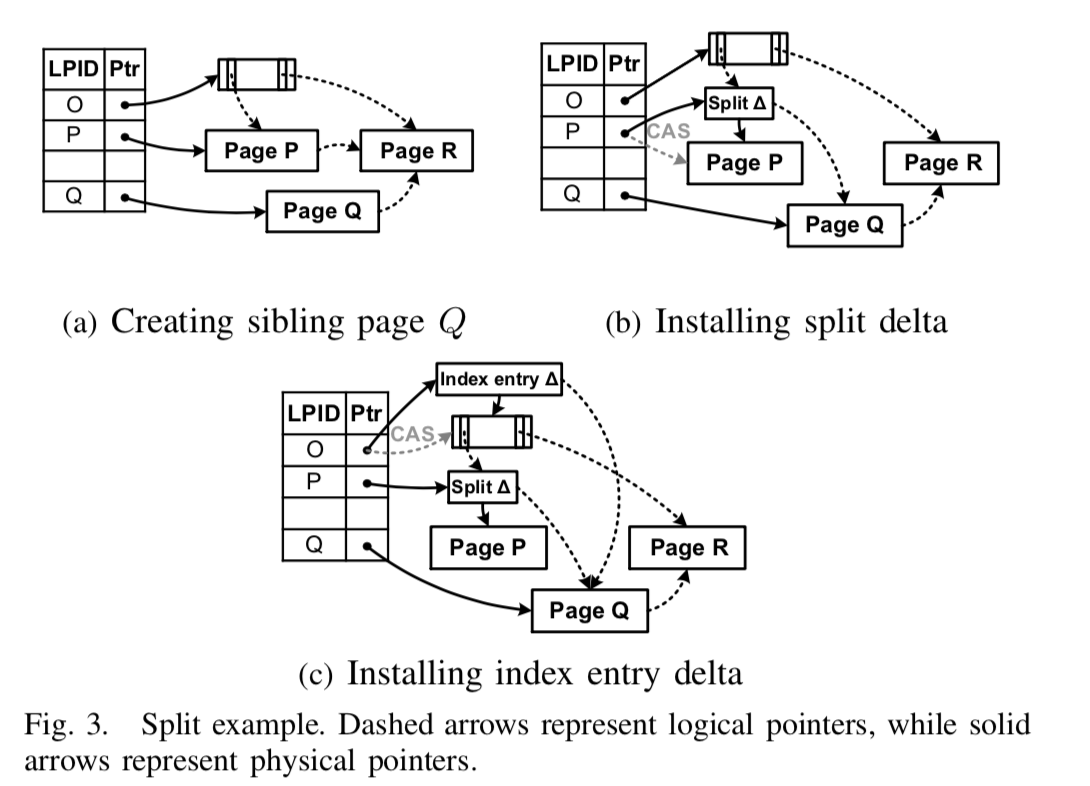 LPID Ptr
O
P
Q
Page P
Page R
Page Q
(a) Creating sibling page Q
LPID Ptr
O
P
Q
CAS
Split Δ
Page P
Page R
Page Q
(b) Installing split delta
LPID Ptr
O
P
Q
Index entry Δ
CAS
Split Δ
Page P
Page R
Page Q
(c) Installing index entry delta
Fig. 3. Split example. Dashed arrows represent logical pointers, while solid
arrows represent physical pointers.